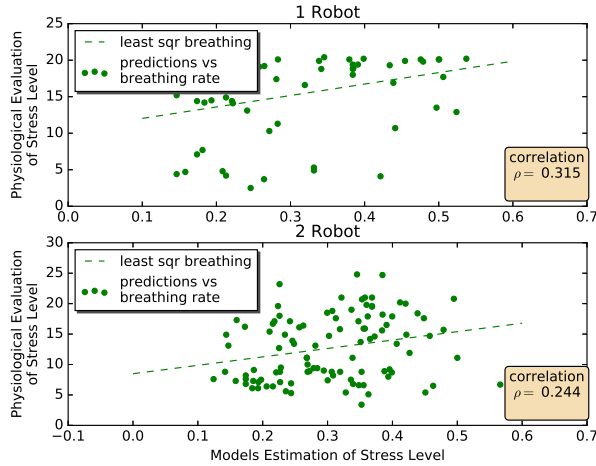 1 Robot
25
20
15
10
5
0
Physiological Evaluation
of Stress Level
least sqr breathing
predictions vs
breathing rate
correlation
ρ = 0.315
0.0 0.1 0.2 0.3 0.4 0.5 0.6 0.7
2 Robot
30
25
20
15
10
5
0
Physiological Evaluation
of Stress Level
least sqr breathing
predictions vs
breathing rate
correlation
ρ = 0.244
−0.1 0.0 0.1 0.2 0.3 0.4 0.5 0.6 0.7
Models Estimation of Stress Level